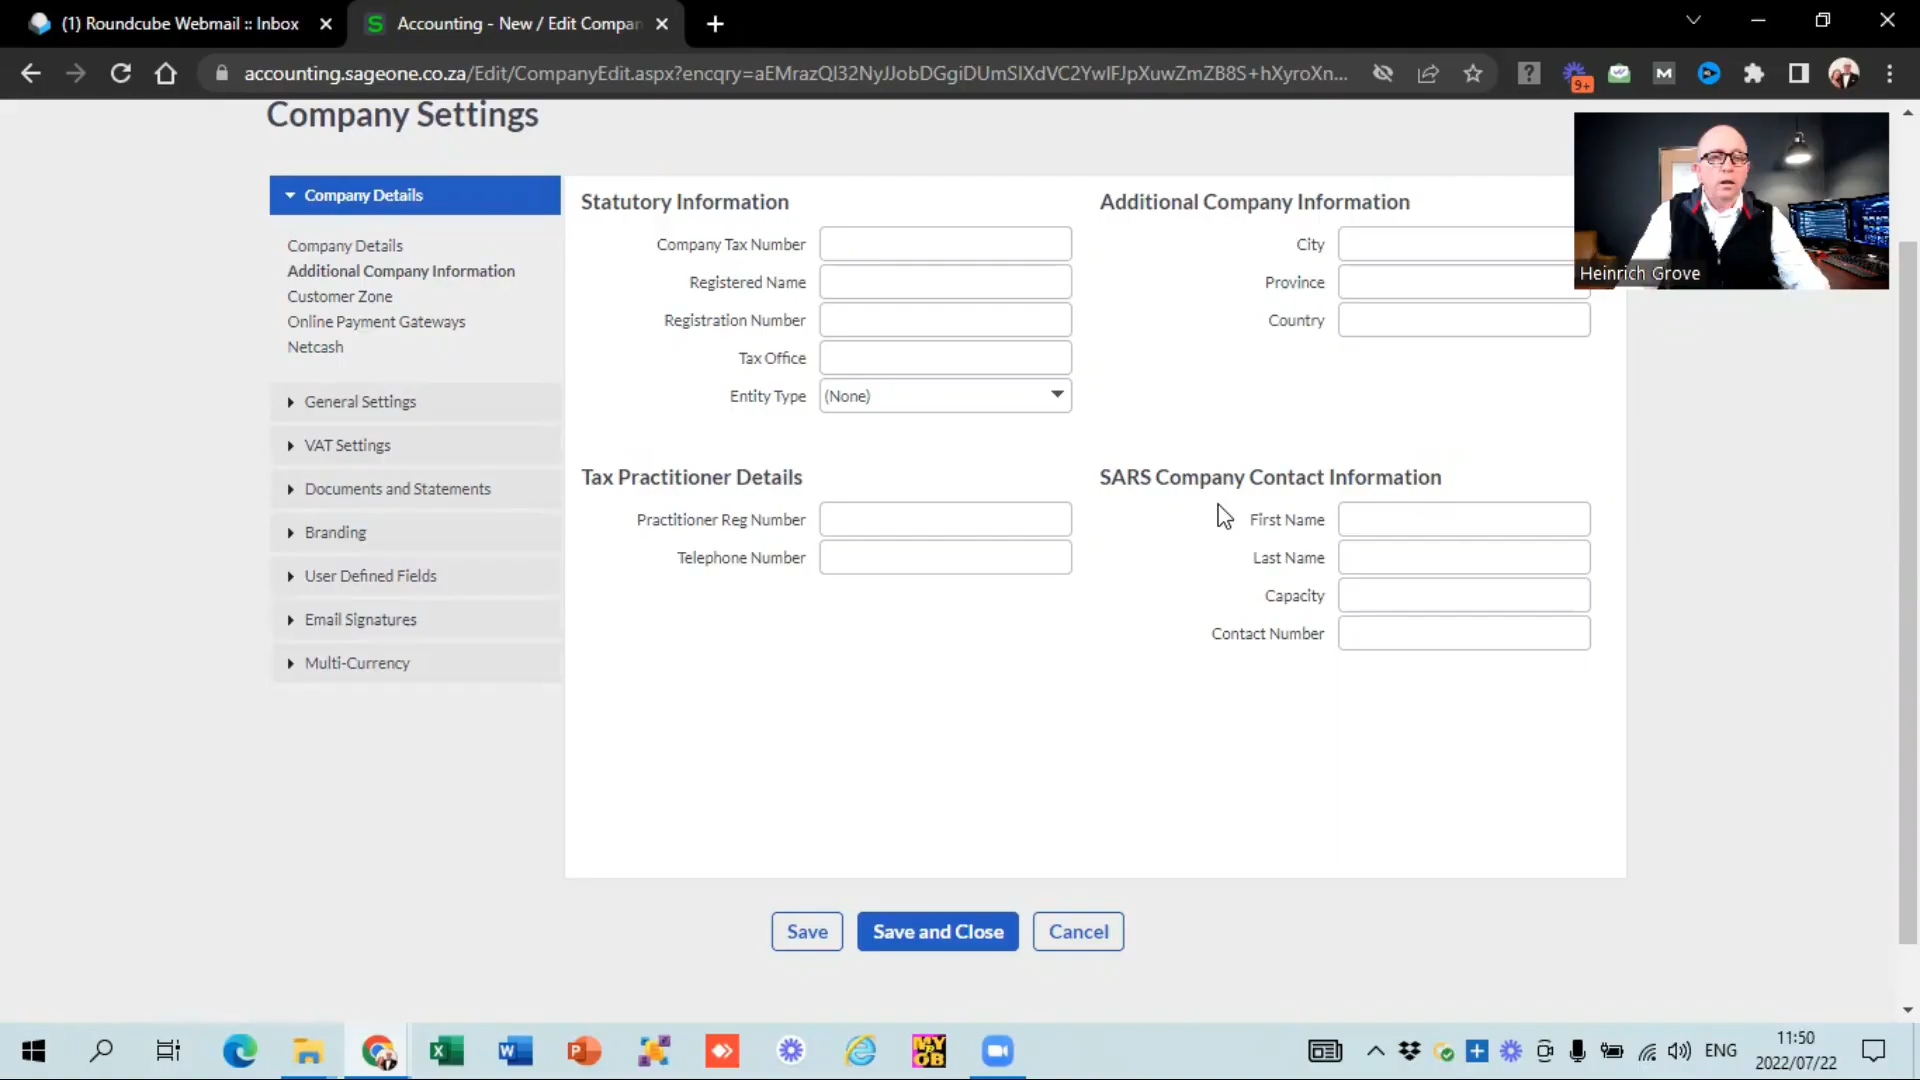 (1) Roundcube Webmail :: Inbox
Accounting - New / Edit Compan
accounting.sageone.co.za/Edit/CompanyEdit.aspx?encqry=aEMrazQl32NyJJobDGgiDUmSIXdVC2YwIFJpXuwZmZB8S+hXyroXn...
9+
M
Company Settings
Company Details
Company Details
Additional Company Information
Customer Zone
Online Payment Gateways
Netcash
General Settings
VAT Settings
Documents and Statements
Branding
User Defined Fields
Email Signatures
Multi-Currency
Statutory Information
Company Tax Number
Registered Name
Registration Number
Tax Office
Entity Type
(None)
Additional Company Information
City
Province
Country
Heinrich Grove
Tax Practitioner Details
Practitioner Reg Number
Telephone Number
SARS Company Contact Information
First Name
Last Name
Capacity
Contact Number
Save
Save and Close
Cancel
MY
OB
ENG
11:50
2022/07/22